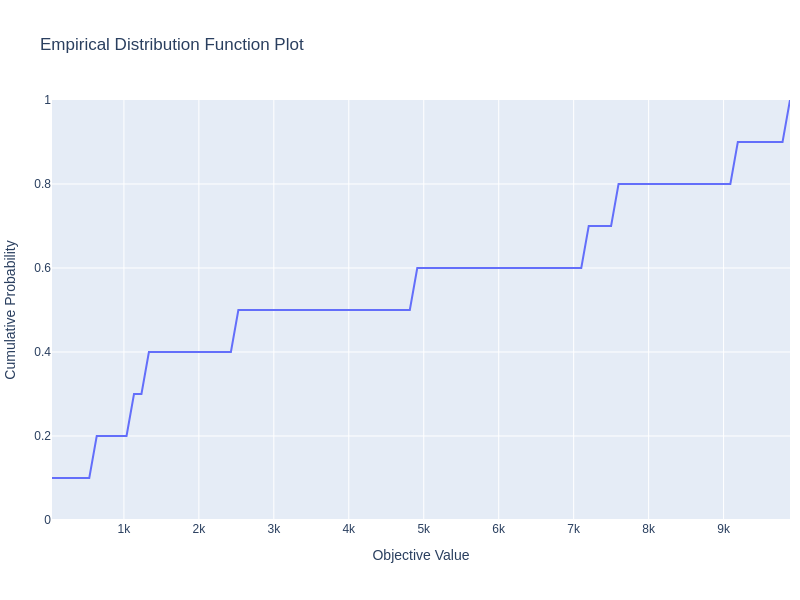 Empirical Distribution Function Plot
1
0.8
0.6
0.4
0.2
0
Cumulative Probability
1k 2k 3k 4k 5k 6k 7k 8k 9k
Objective Value